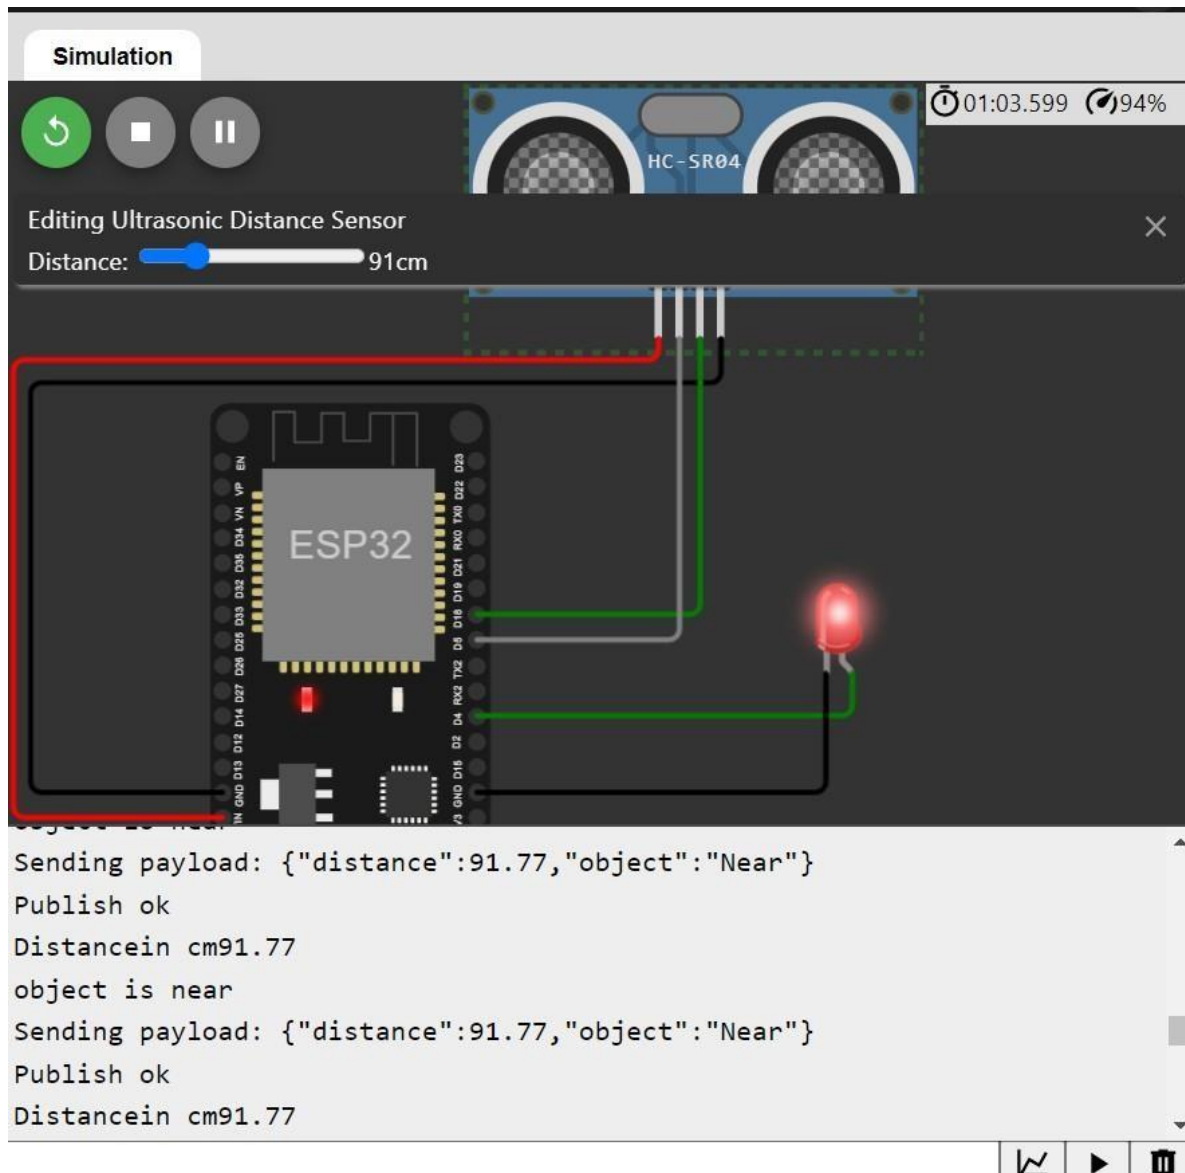 Simulation
01:03.599 94%
HC-SR04
Editing Ultrasonic Distance Sensor
Distance: 91cm
ESP32
EN
VP
VN
D34
D35
D32
D33
D25
D26
D27
D14
D12
D13
GND
D23
D22
TX0
RX0
D21
D19
D18
D5
TX2
RX2
D4
D2
D15
GND
Sending payload: {"distance":91.77,"object":"Near"}
Publish ok
Distancein cm91.77
object is near
Sending payload: {"distance":91.77,"object":"Near"}
Publish ok
Distancein cm91.77